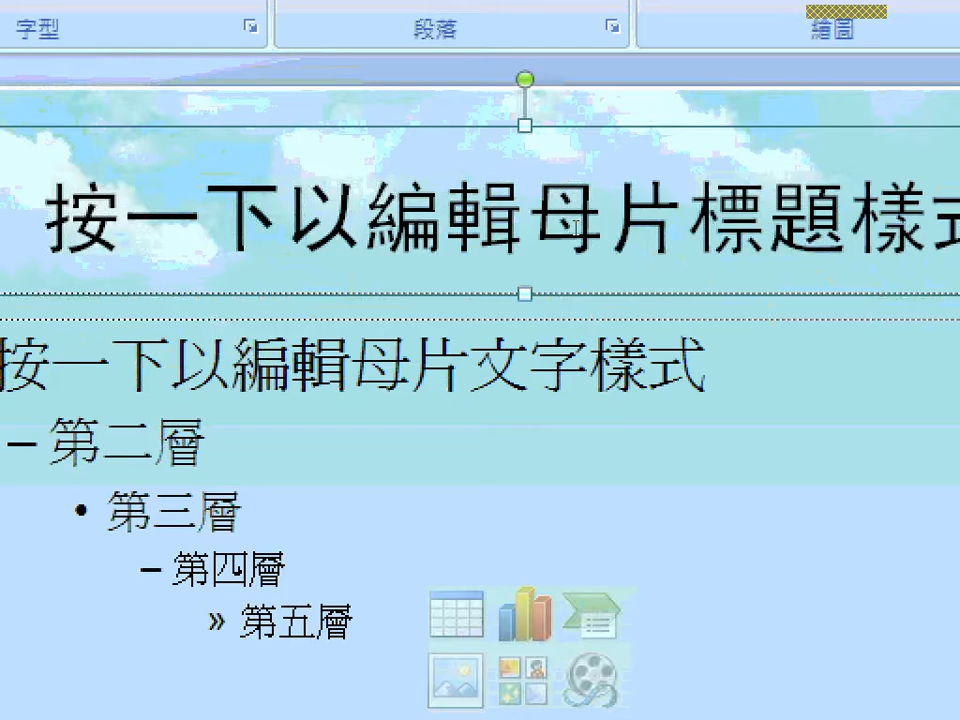 字型 段落 繪圖
按一下以編輯母片標題樣式
按一下以編輯母片文字樣式
– 第二層
• 第三層
– 第四層
» 第五層